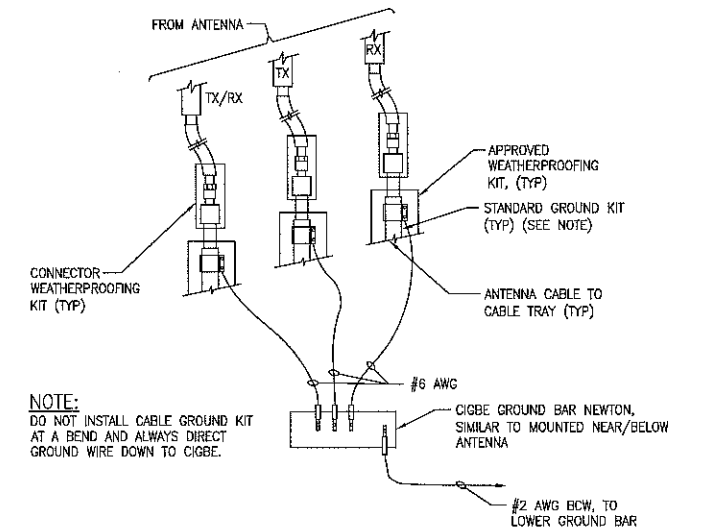 FROM ANTENNA
RX
TX
TX/RX
APPROVED
WEATHERPROOFING
KIT, (TYP)
STANDARD GROUND KIT
(TYP) (SEE NOTE)
CONNECTOR
WEATHERPROOFING
KIT (TYP)
ANTENNA CABLE TO
CABLE TRAY (TYP)
#6 AWG
NOTE:
DO NOT INSTALL CABLE GROUND KIT
AT A BEND AND ALWAYS DIRECT
GROUND WIRE DOWN TO CIGBE.
CIGBE GROUND BAR NEWTON,
SIMILAR TO MOUNTED NEAR/BELOW
ANTENNA
#2 AWG BCW, TO
LOWER GROUND BAR